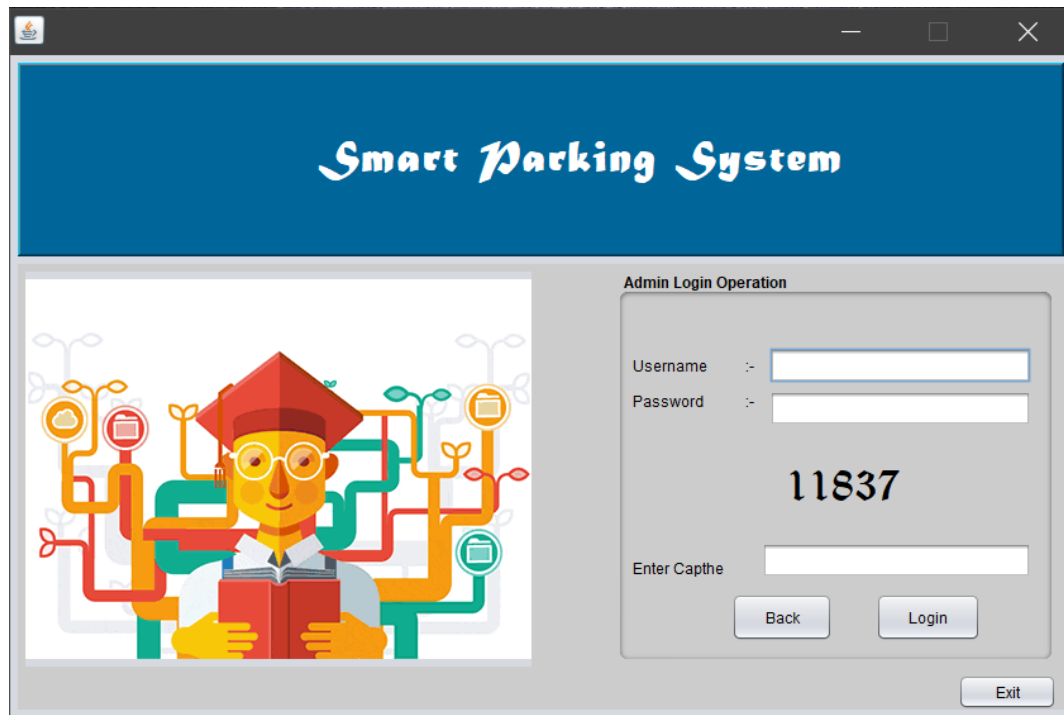 Smart Parking System
Admin Login Operation
Username :-
Password :-
11837
Enter Capthe
Back Login
Exit